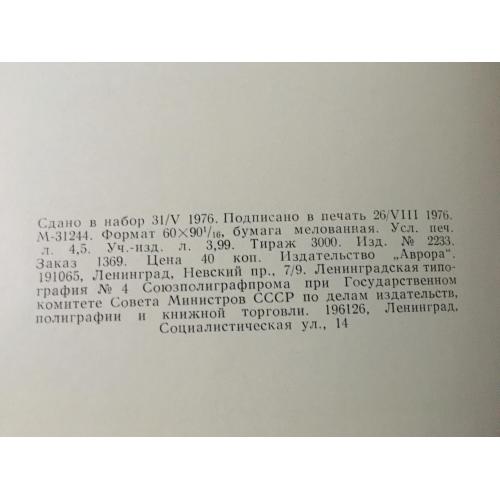 Сдано в набор 31/V 1976. Подписано в печать 26/VIII 1976.
М-31244. Формат 60×90¹/₁₆, бумага мелованная. Усл. печ.
л. 4,5. Уч.-изд. л. 3,99. Тираж 3000. Изд. № 2233.
Заказ 1369. Цена 40 коп. Издательство „Аврора“.
191065, Ленинград, Невский пр., 7/9. Ленинградская типо-
графия № 4 Союзполиграфпрома при Государственном
комитете Совета Министров СССР по делам издательств,
полиграфии и книжной торговли. 196126, Ленинград,
Социалистическая ул., 14